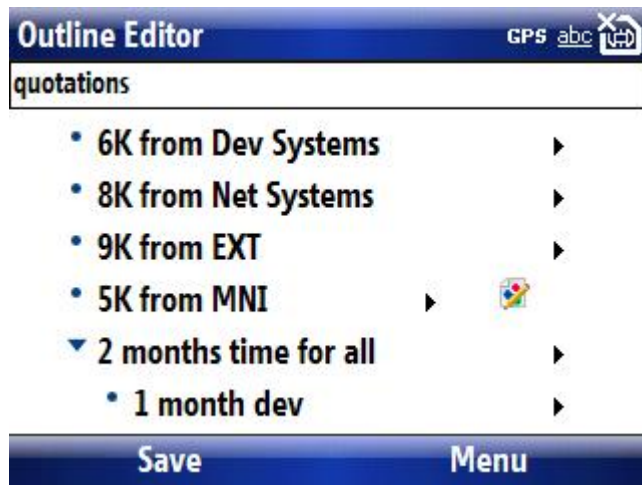 Outline Editor GPS abc
quotations
6K from Dev Systems
8K from Net Systems
9K from EXT
5K from MNI
2 months time for all
1 month dev
Save Menu